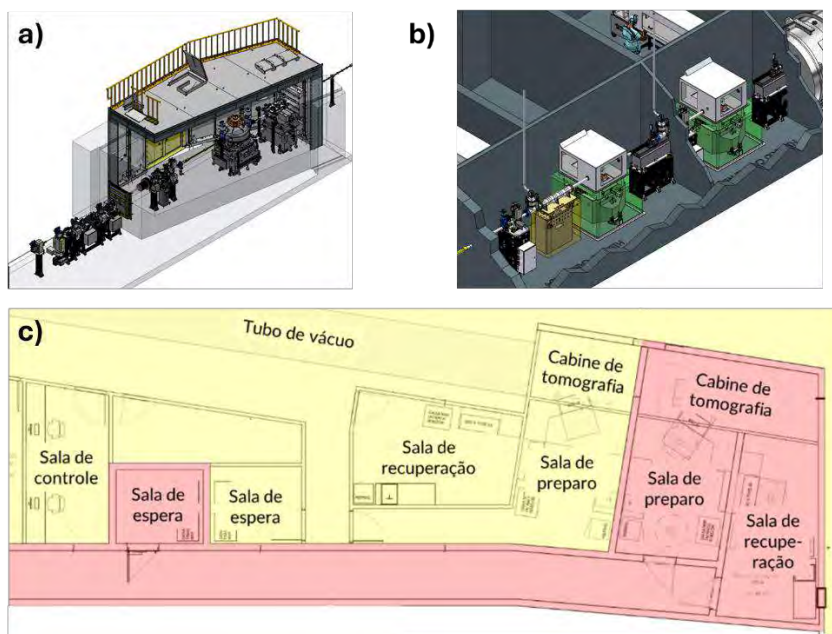 a)
b)
c)
Tubo de vácuo
Cabine de
tomografia
Cabine de
tomografia
Sala de
controle
Sala de
espera
Sala de
espera
Sala de
recuperação
Sala de
preparo
Sala de
preparo
Sala de
recupe-
ração